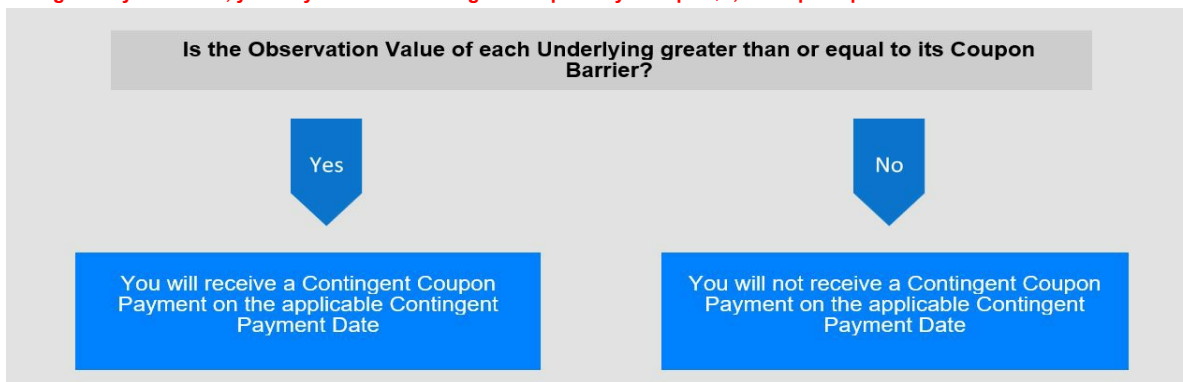 Is the Observation Value of each Underlying greater than or equal to its Coupon
Barrier?
Yes
No
You will receive a Contingent Coupon
Payment on the applicable Contingent
Payment Date
You will not receive a Contingent Coupon
Payment on the applicable Contingent
Payment Date